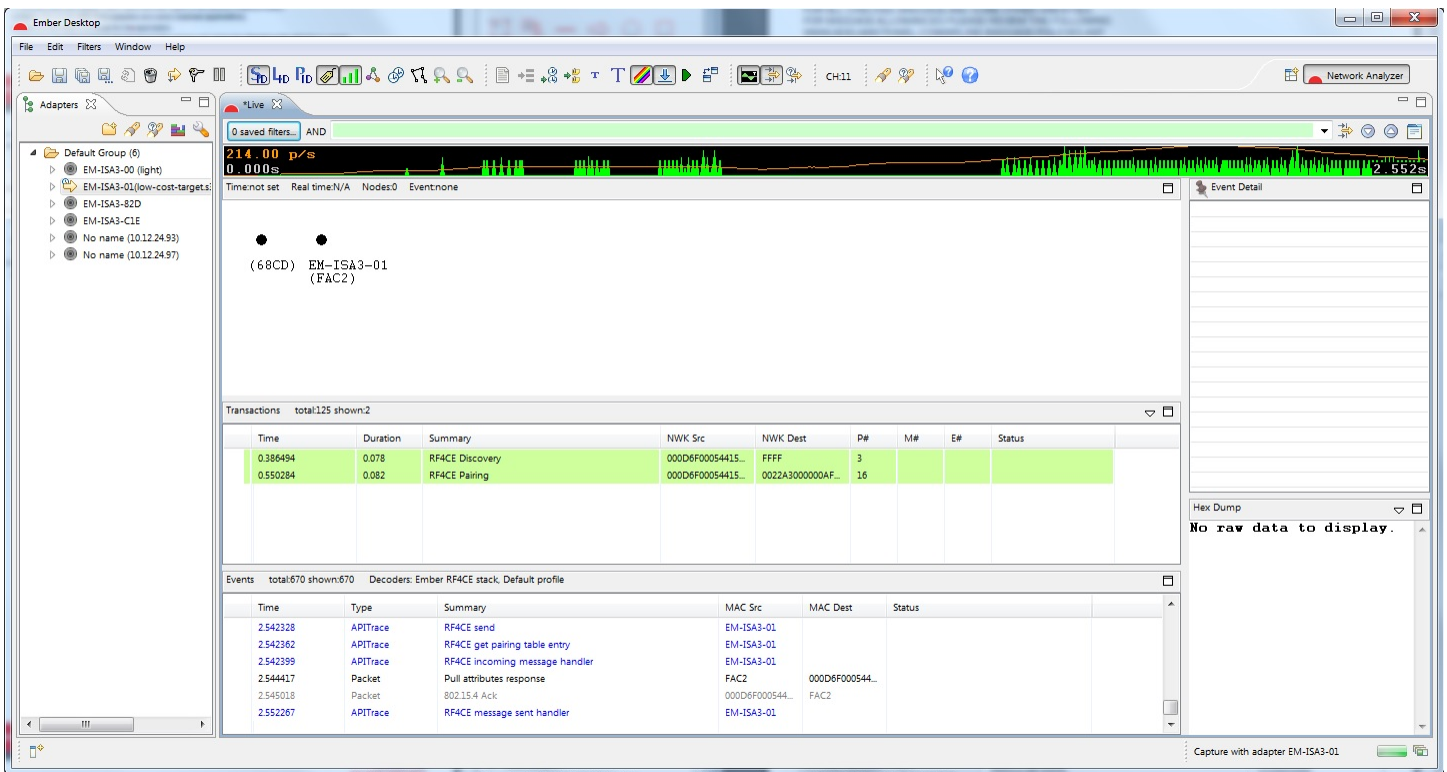 Ember Desktop
File Edit Filters Window Help
CH:11
Network Analyzer
Adapters
Default Group (6)
EM-ISA3-00 (light)
EM-ISA3-01(low-cost-target.s
EM-ISA3-82D
EM-ISA3-C1E
No name (10.12.24.93)
No name (10.12.24.97)
*Live
0 saved filters... AND
214.00 p/s
0.000s 2.552s
Time:not set Real time:N/A Nodes:0 Event:none
(68CD) EM-ISA3-01
(FAC2)
Transactions total:125 shown:2
Time Duration Summary NWK Src NWK Dest P# M# E# Status
0.386494 0.078 RF4CE Discovery 000D6F00054415... FFFF 3
0.550284 0.082 RF4CE Pairing 000D6F00054415... 0022A3000000AF... 16
Events total:670 shown:670 Decoders: Ember RF4CE stack, Default profile
Time Type Summary MAC Src MAC Dest Status
2.542328 APITrace RF4CE send EM-ISA3-01
2.542362 APITrace RF4CE get pairing table entry EM-ISA3-01
2.542399 APITrace RF4CE incoming message handler EM-ISA3-01
2.544417 Packet Pull attributes response FAC2 000D6F000544...
2.545018 Packet 802.15.4 Ack 000D6F000544... FAC2
2.552267 APITrace RF4CE message sent handler EM-ISA3-01
Event Detail
Hex Dump
No raw data to display.
Capture with adapter EM-ISA3-01